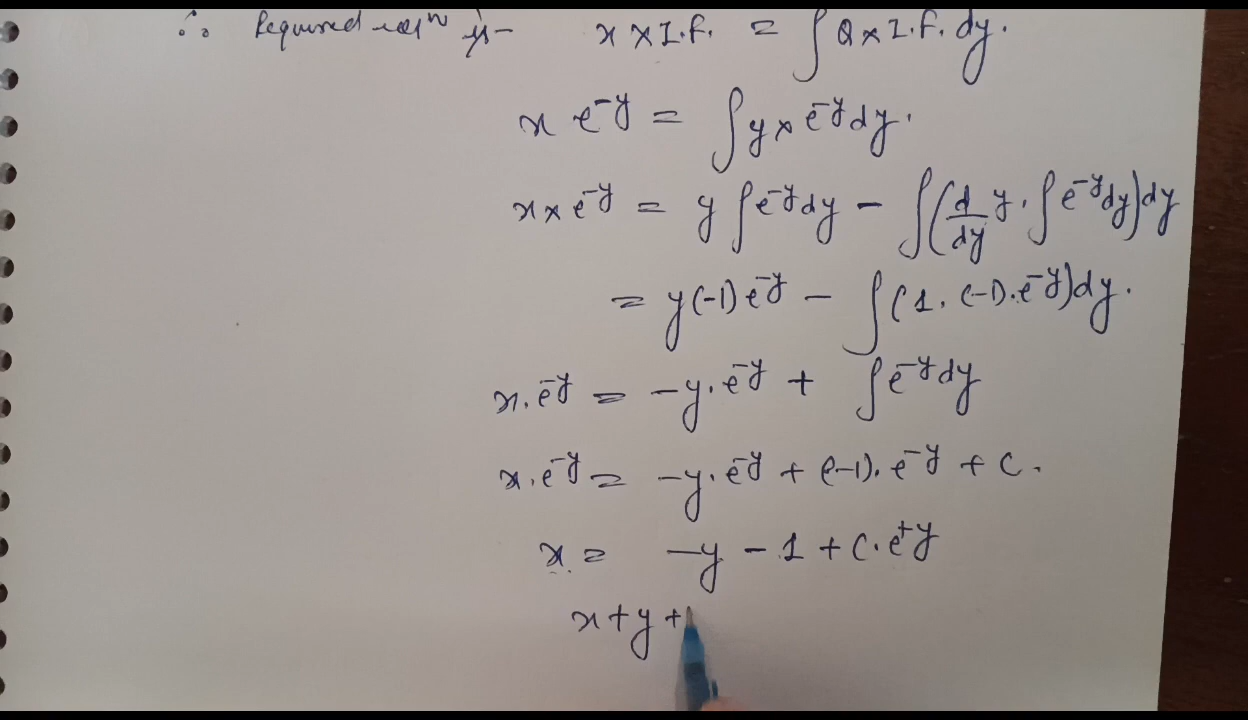 ∴ Required solⁿ is- x × I.F. = ∫ Q × I.F. dy.
x e^-y = ∫ y × e^-y dy.
x × e^-y = y ∫ e^-y dy - ∫ (d/dy y . ∫ e^-y dy) dy
= y(-1) e^-y - ∫ (1. (-1). e^-y) dy.
x. e^-y = -y. e^-y + ∫ e^-y dy
x. e^-y = -y. e^-y + (-1). e^-y + c.
x = -y - 1 + c. e^+y
x + y +